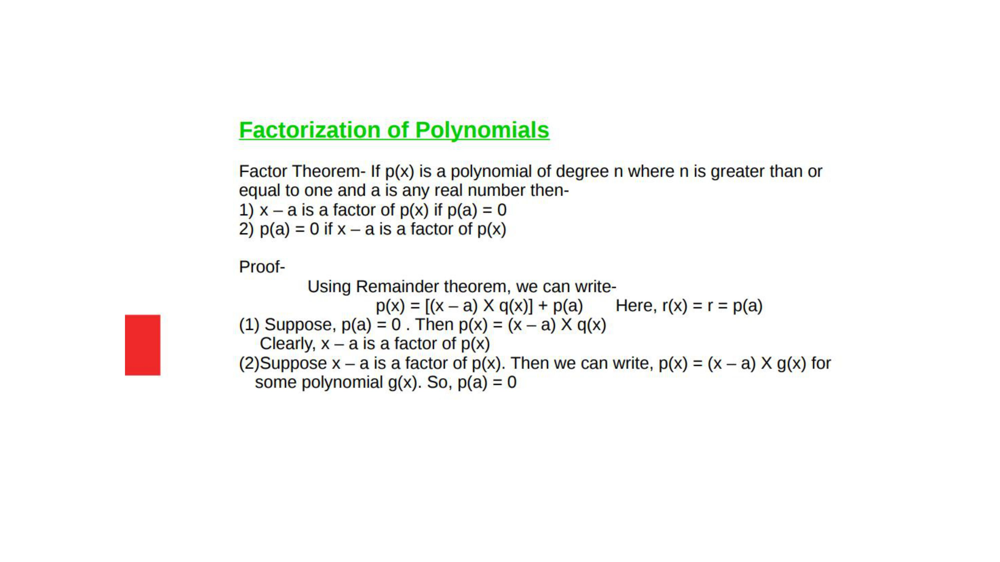 Factorization of Polynomials
Factor Theorem- If p(x) is a polynomial of degree n where n is greater than or
equal to one and a is any real number then-
1) x – a is a factor of p(x) if p(a) = 0
2) p(a) = 0 if x – a is a factor of p(x)
Proof-
Using Remainder theorem, we can write-
p(x) = [(x – a) X q(x)] + p(a) Here, r(x) = r = p(a)
(1) Suppose, p(a) = 0 . Then p(x) = (x – a) X q(x)
Clearly, x – a is a factor of p(x)
(2)Suppose x – a is a factor of p(x). Then we can write, p(x) = (x – a) X g(x) for
some polynomial g(x). So, p(a) = 0